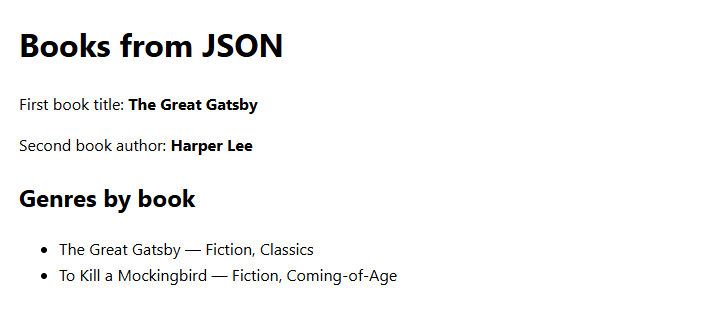 Books from JSON
First book title: The Great Gatsby
Second book author: Harper Lee
Genres by book
• The Great Gatsby — Fiction, Classics
• To Kill a Mockingbird — Fiction, Coming-of-Age